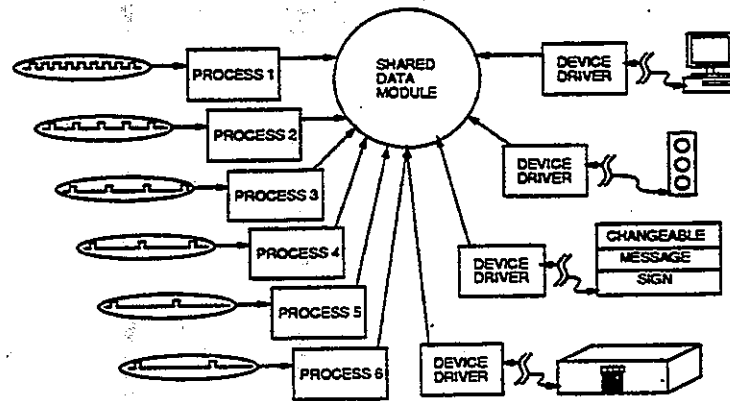 PROCESS 1
PROCESS 2
PROCESS 3
PROCESS 4
PROCESS 5
PROCESS 6
SHARED
DATA
MODULE
DEVICE
DRIVER
DEVICE
DRIVER
DEVICE
DRIVER
CHANGEABLE
MESSAGE
SIGN
DEVICE
DRIVER